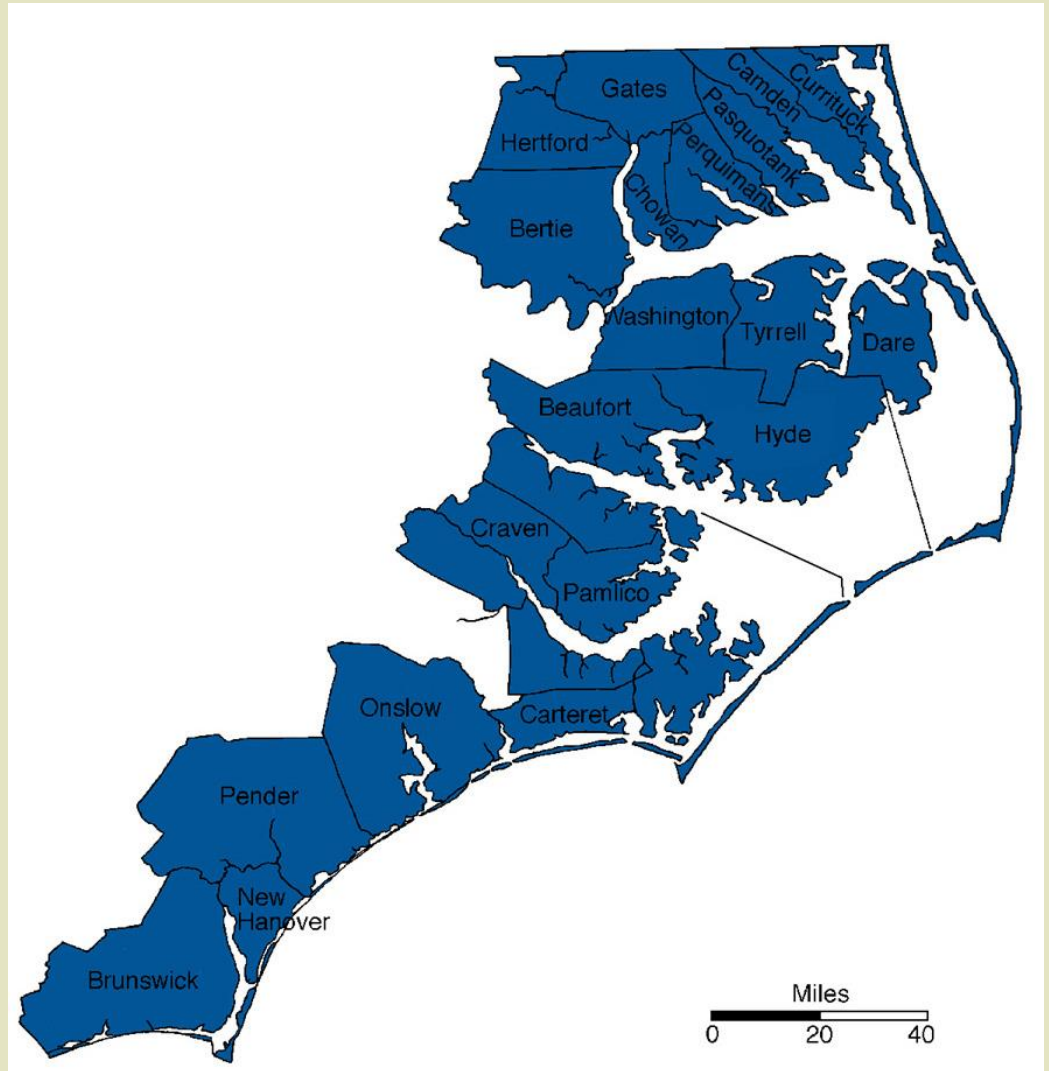 Gates
Camden
Currituck
Pasquotank
Perquimans
Hertford
Chowan
Bertie
Washington
Tyrrell
Dare
Beaufort
Hyde
Craven
Pamlico
Onslow
Carteret
Pender
New
Hanover
Brunswick
Miles
0 20 40